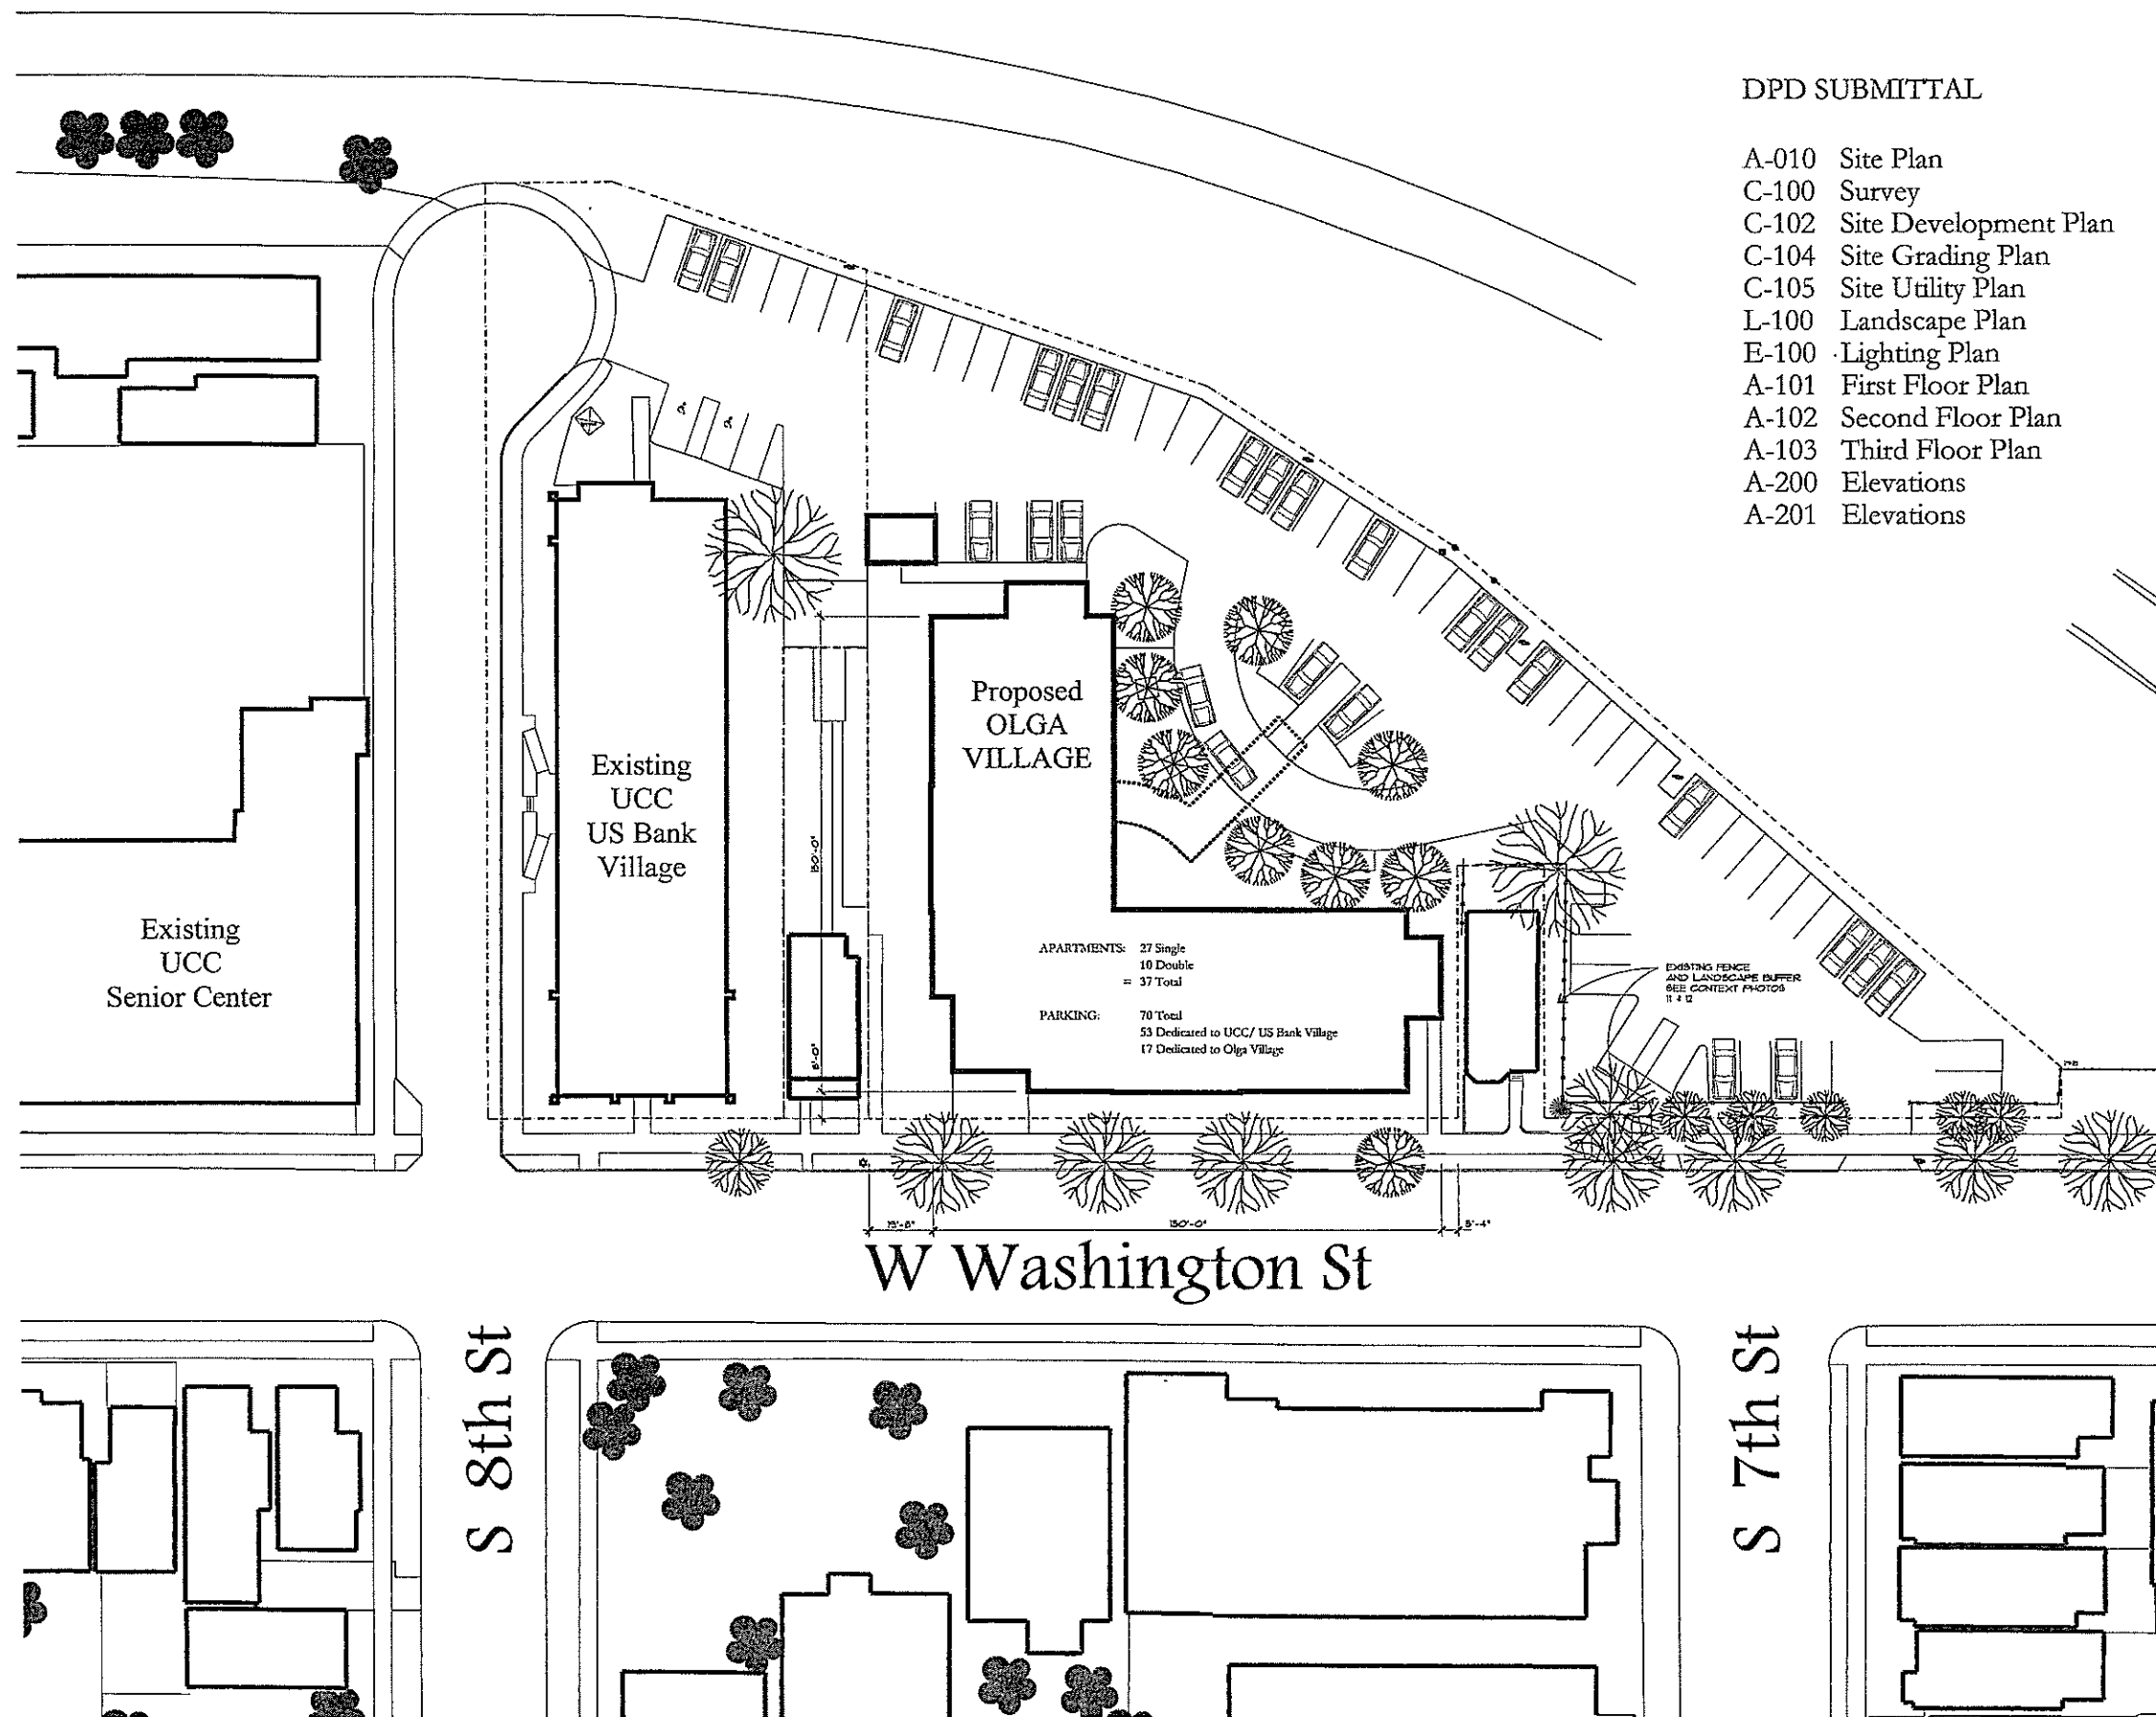 DPD SUBMITTAL
A-010 Site Plan
C-100 Survey
C-102 Site Development Plan
C-104 Site Grading Plan
C-105 Site Utility Plan
L-100 Landscape Plan
E-100 Lighting Plan
A-101 First Floor Plan
A-102 Second Floor Plan
A-103 Third Floor Plan
A-200 Elevations
A-201 Elevations
Proposed
OLGA
VILLAGE
Existing
UCC
US Bank
Village
Existing
UCC
Senior Center
APARTMENTS: 27 Single
10 Double
= 37 Total
PARKING: 70 Total
53 Dedicated to UCC/ US Bank Village
17 Dedicated to Olga Village
EXISTING FENCE
AND LANDSCAPE BUFFER
SEE CONTEXT PHOTOS
11 & 12
150'-0"
150'-0"
W Washington St
S 8th St
S 7th St